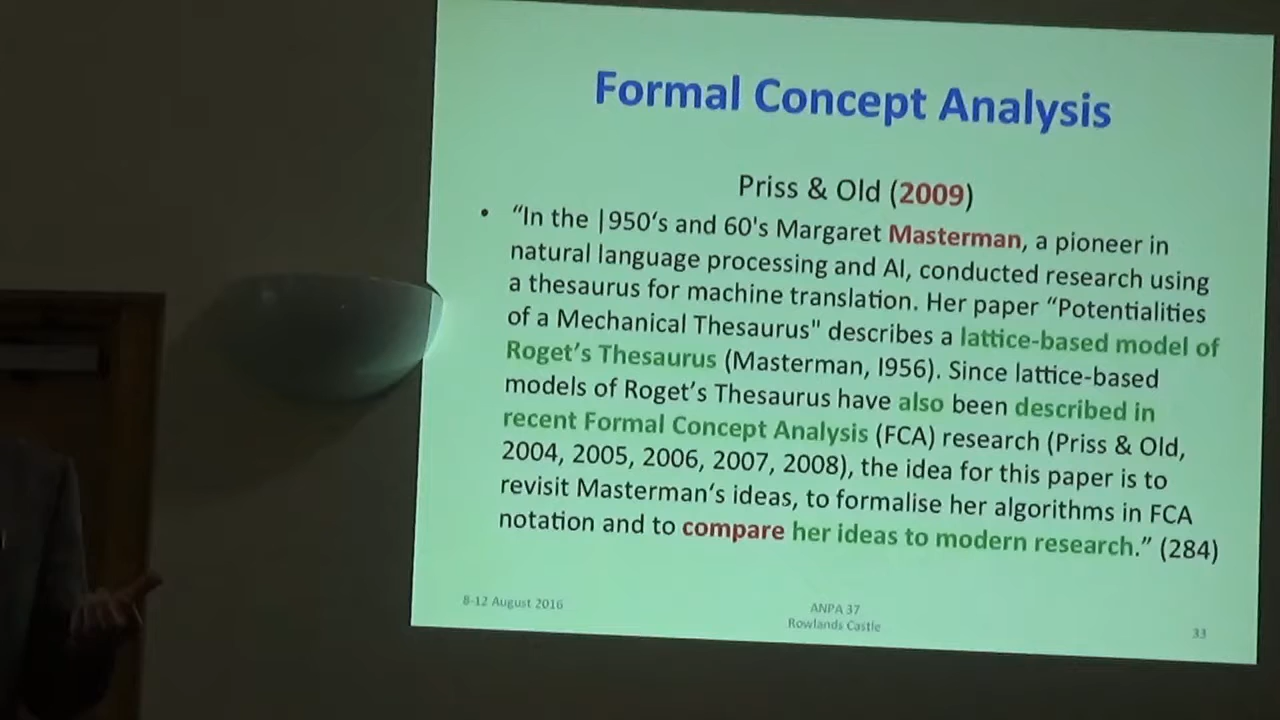 Formal Concept Analysis
Priss & Old (2009)
• “In the |950‘s and 60's Margaret Masterman, a pioneer in
natural language processing and AI, conducted research using
a thesaurus for machine translation. Her paper “Potentialities
of a Mechanical Thesaurus" describes a lattice-based model of
Roget’s Thesaurus (Masterman, I956). Since lattice-based
models of Roget’s Thesaurus have also been described in
recent Formal Concept Analysis (FCA) research (Priss & Old,
2004, 2005, 2006, 2007, 2008), the idea for this paper is to
revisit Masterman‘s ideas, to formalise her algorithms in FCA
notation and to compare her ideas to modern research.” (284)
8-12 August 2016
ANPA 37
Rowlands Castle
33